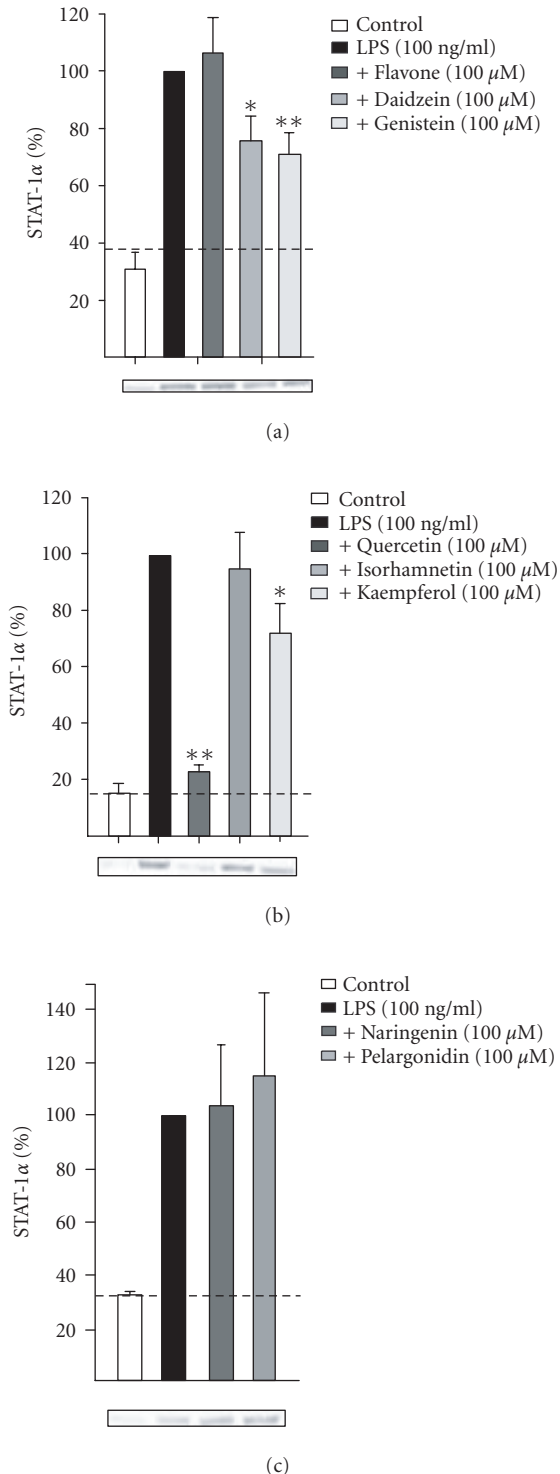 120
100
80
60
40
20
STAT-1α (%)
*
**
Control
LPS (100 ng/ml)
+ Flavone (100 μM)
+ Daidzein (100 μM)
+ Genistein (100 μM)
(a)
120
100
80
60
40
20
STAT-1α (%)
**
*
Control
LPS (100 ng/ml)
+ Quercetin (100 μM)
+ Isorhamnetin (100 μM)
+ Kaempferol (100 μM)
(b)
140
120
100
80
60
40
20
STAT-1α (%)
Control
LPS (100 ng/ml)
+ Naringenin (100 μM)
+ Pelargonidin (100 μM)
(c)